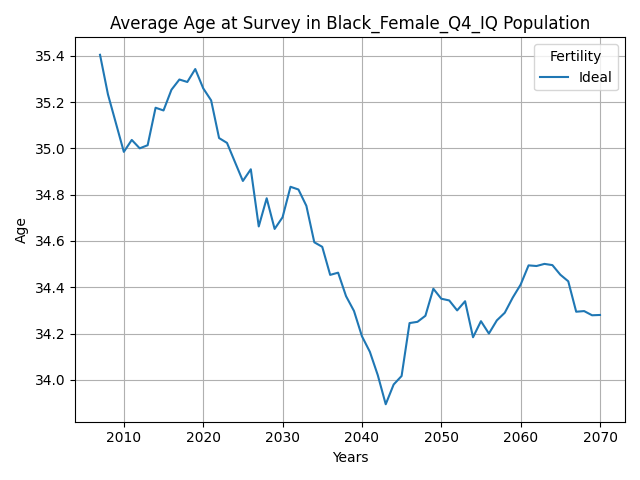 Average Age at Survey in Black_Female_Q4_IQ Population
Fertility
Ideal
Age
35.4
35.2
35.0
34.8
34.6
34.4
34.2
34.0
2010 2020 2030 2040 2050 2060 2070
Years